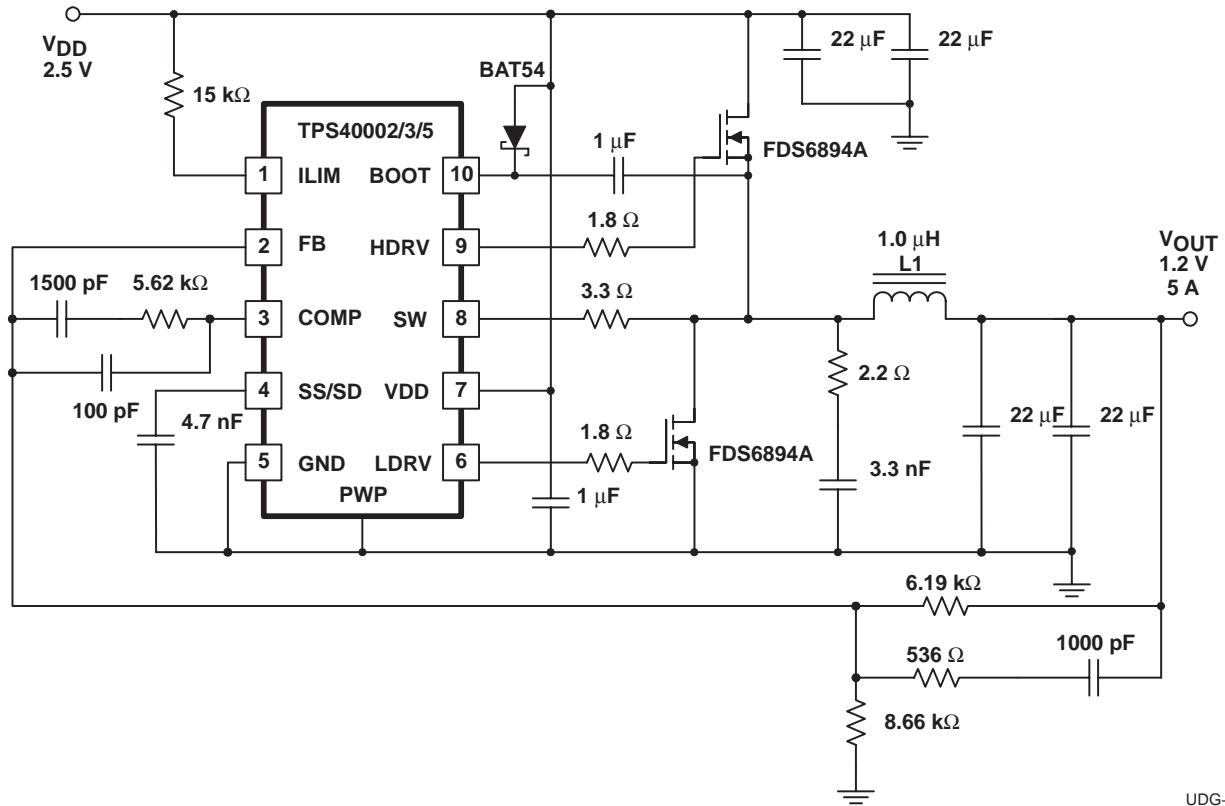 VDD
2.5 V
15 kΩ
BAT54
22 μF
22 μF
TPS40002/3/5
1 μF
FDS6894A
1
ILIM
BOOT
10
1.8 Ω
2
FB
HDRV
9
1.0 μH
L1
VOUT
1.2 V
5 A
1500 pF
5.62 kΩ
3.3 Ω
3
COMP
SW
8
2.2 Ω
100 pF
4
SS/SD
VDD
7
4.7 nF
1.8 Ω
FDS6894A
22 μF
22 μF
5
GND
LDRV
6
3.3 nF
PWP
1 μF
6.19 kΩ
536 Ω
1000 pF
8.66 kΩ
UDG-